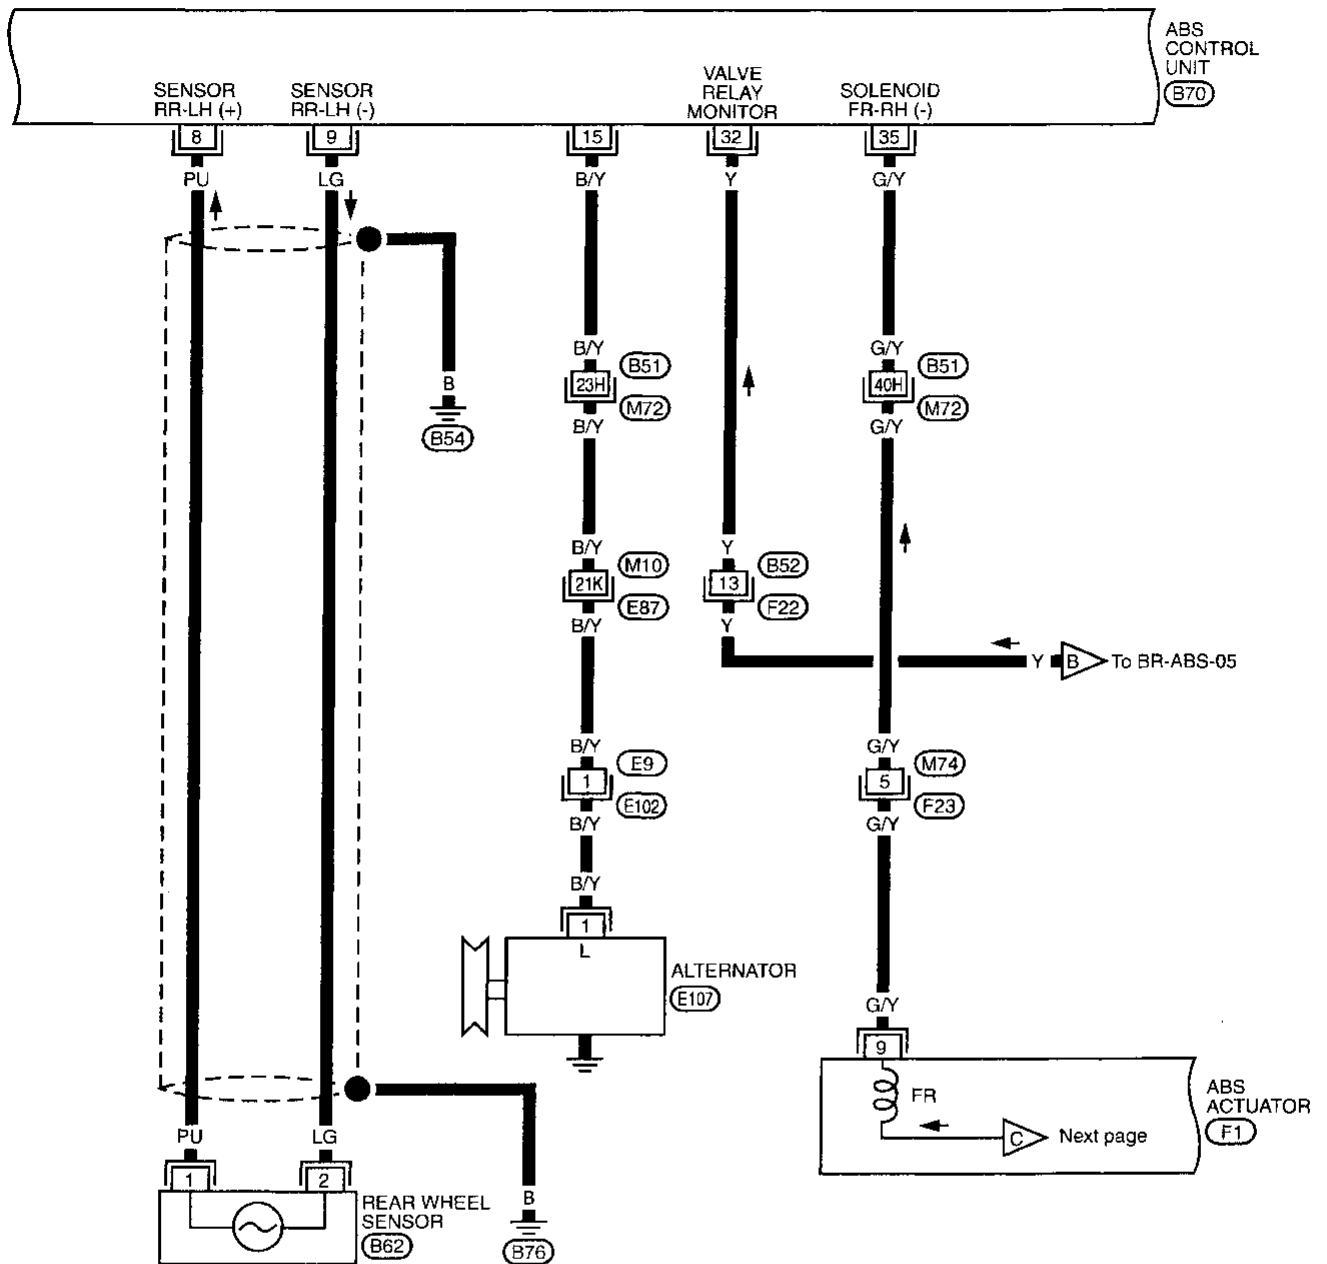 ABS
CONTROL
UNIT
B70
SENSOR
RR-LH (+)
SENSOR
RR-LH (-)
VALVE
RELAY
MONITOR
SOLENOID
FR-RH (-)
8
9
15
32
35
PU
LG
B/Y
Y
G/Y
B/Y
G/Y
B51
B51
23H
40H
M72
M72
B/Y
G/Y
B
B54
B/Y
Y
M10
B52
21K
13
E87
F22
B/Y
Y
Y
B
To BR-ABS-05
B/Y
G/Y
E9
M74
1
5
E102
F23
B/Y
G/Y
B/Y
1
L
ALTERNATOR
E107
G/Y
9
FR
C
Next page
ABS
ACTUATOR
F1
PU
LG
1
2
REAR WHEEL
SENSOR
B62
B
B76